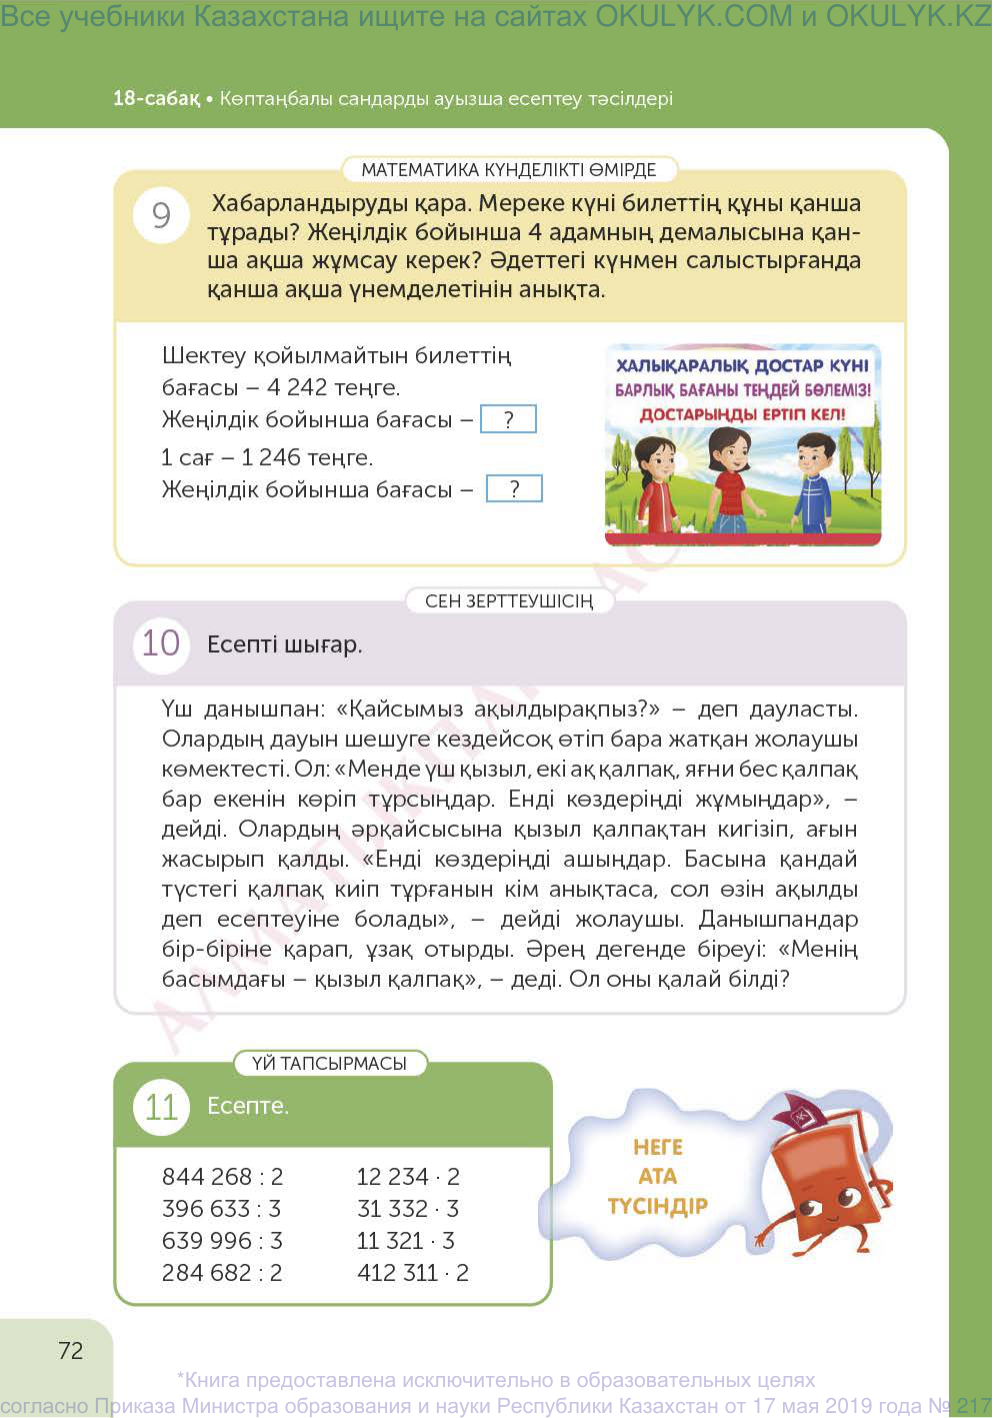 Все учебники Казахстана ищите на сайтах OKULYK.COM и OKULYK.KZ
18-сабақ • Көптаңбалы сандарды ауызша есептеу тәсілдері
МАТЕМАТИКА КҮНДЕЛІКТІ ӨМІРДЕ
9 Хабарландыруды қара. Мереке күні билеттің құны қанша
тұрады? Жеңілдік бойынша 4 адамның демалысына қан-
ша ақша жұмсау керек? Әдеттегі күнмен салыстырғанда
қанша ақша үнемделетінін анықта.
Шектеу қойылмайтын билеттің
бағасы – 4 242 теңге.
Жеңілдік бойынша бағасы – ?
1 сағ – 1 246 теңге.
Жеңілдік бойынша бағасы – ?
ХАЛЫҚАРАЛЫҚ ДОСТАР КҮНІ
БАРЛЫҚ БАҒАНЫ ТЕҢДЕЙ БӨЛЕМІЗ!
ДОСТАРЫҢДЫ ЕРТІП КЕЛ!
СЕН ЗЕРТТЕУШІСІҢ
10 Есепті шығар.
Үш данышпан: «Қайсымыз ақылдырақпыз?» – деп дауласты.
Олардың дауын шешуге кездейсоқ өтіп бара жатқан жолаушы
көмектесті. Ол: «Менде үш қызыл, екі ақ қалпақ, яғни бес қалпақ
бар екенін көріп тұрсыңдар. Енді көздеріңді жұмыңдар», –
дейді. Олардың әрқайсысына қызыл қалпақтан кигізіп, ағын
жасырып қалды. «Енді көздеріңді ашыңдар. Басына қандай
түстегі қалпақ киіп тұрғанын кім анықтаса, сол өзін ақылды
деп есептеуіне болады», – дейді жолаушы. Данышпандар
бір-біріне қарап, ұзақ отырды. Әрең дегенде біреуі: «Менің
басымдағы – қызыл қалпақ», – деді. Ол оны қалай білді?
ҮЙ ТАПСЫРМАСЫ
11 Есепте.
844 268 : 2 12 234 · 2
396 633 : 3 31 332 · 3
639 996 : 3 11 321 · 3
284 682 : 2 412 311 · 2
НЕГЕ
АТА
ТҮСІНДІР
72
*Книга предоставлена исключительно в образовательных целях
согласно Приказа Министра образования и науки Республики Казахстан от 17 мая 2019 года № 217